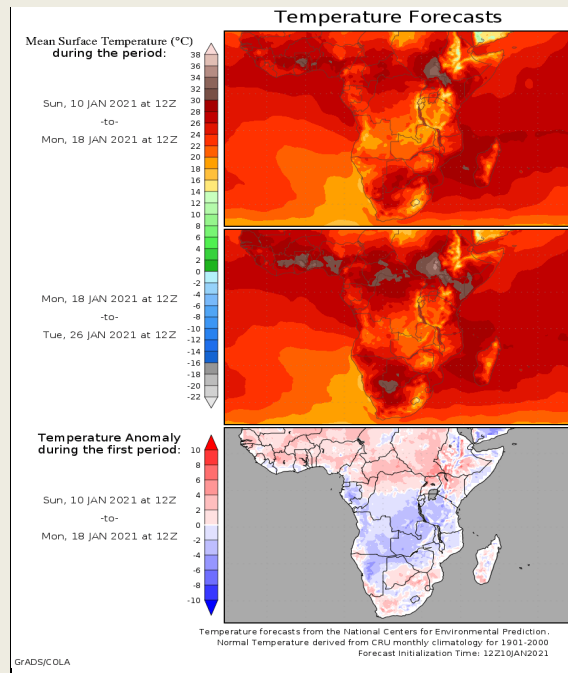 Temperature Forecasts
Mean Surface Temperature (°C)
during the period:
Sun, 10 JAN 2021 at 12Z
-to-
Mon, 18 JAN 2021 at 12Z
38
36
34
32
30
28
26
24
22
20
18
16
14
12
10
8
6
4
2
0
-2
-4
-6
-8
-10
-12
-14
-16
-18
-20
-22
Mon, 18 JAN 2021 at 12Z
-to-
Tue, 26 JAN 2021 at 12Z
Temperature Anomaly
during the first period:
Sun, 10 JAN 2021 at 12Z
-to-
Mon, 18 JAN 2021 at 12Z
10
8
6
4
2
0
-2
-4
-6
-8
-10
Temperature forecasts from the National Centers for Environmental Prediction.
Normal Temperature derived from CRU monthly climatology for 1901-2000
Forecast Initialization Time: 12Z10JAN2021
GrADS/COLA